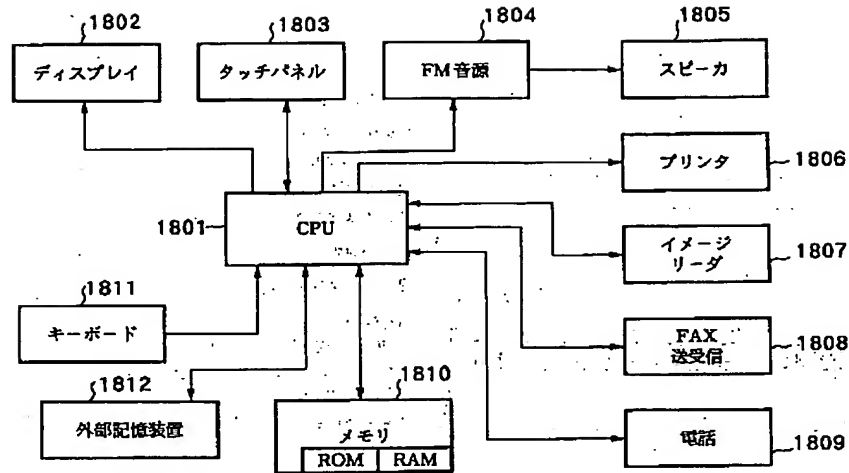 1802
1803
1804
1805
ディスプレイ
タッチパネル
FM音源
スピーカ
プリンタ
1806
1801
CPU
イメージ
リーダ
1807
1811
キーボード
FAX
送受信
1808
1812
1810
外部記憶装置
メモリ
ROM
RAM
電話
1809